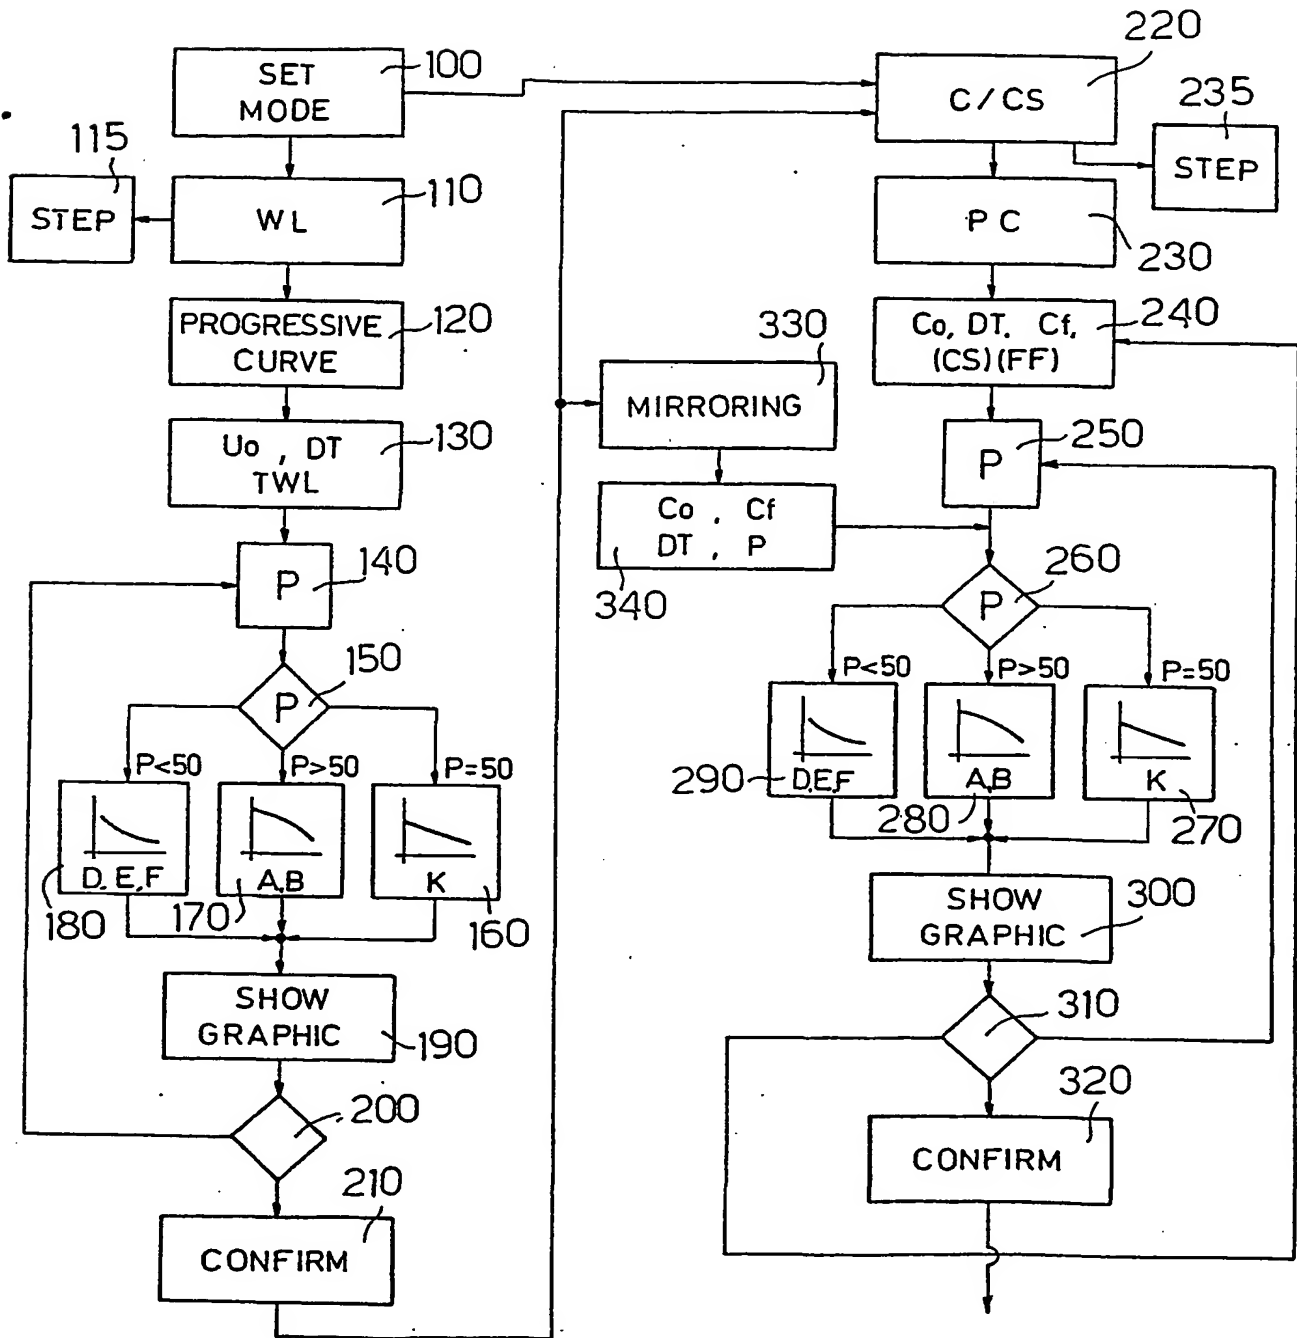 SET
MODE
100
115
STEP
WL
110
PROGRESSIVE
CURVE
120
Uo , DT
TWL
130
P
140
P
150
P<50
P>50
P=50
D.E,F
A,B
K
180
170
160
SHOW
GRAPHIC
190
200
210
CONFIRM
C/CS
220
235
STEP
PC
230
Co, DT. Cf,
(CS)(FF)
240
330
MIRRORING
Co , Cf
DT , P
340
P
250
P
260
P<50
P>50
P=50
D.E,F
A,B
K
290
280
270
SHOW
GRAPHIC
300
310
320
CONFIRM